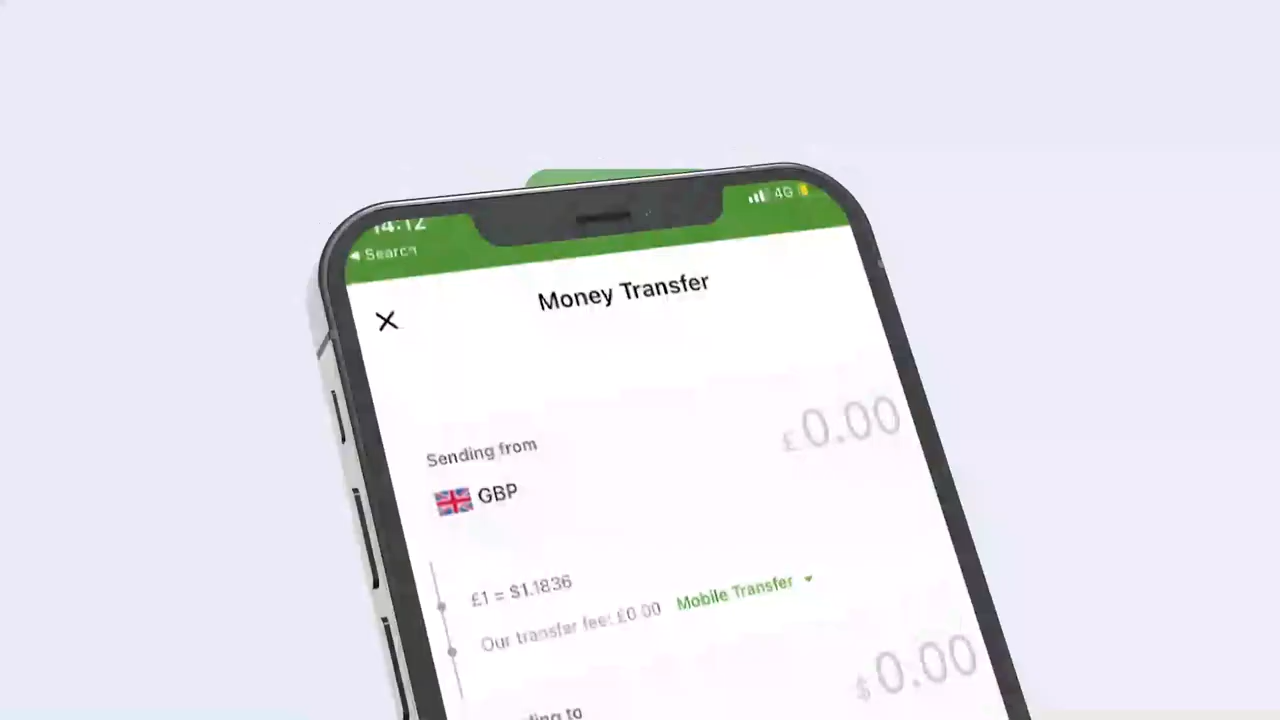 14:12
4G
Search
Money Transfer
£0.00
Sending from
GBP
£1 = $1.1836
Our transfer fee: £0.00 Mobile Transfer
$0.00
to